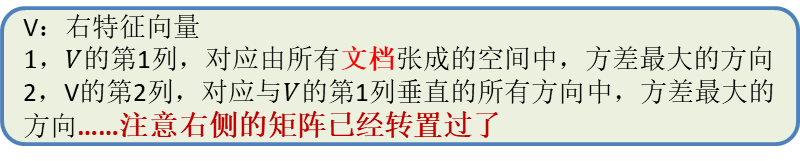 V：右特征向量
1，V的第1列，对应由所有文档张成的空间中，方差最大的方向
2，V的第2列，对应与V的第1列垂直的所有方向中，方差最大的
方向……注意右侧的矩阵已经转置过了